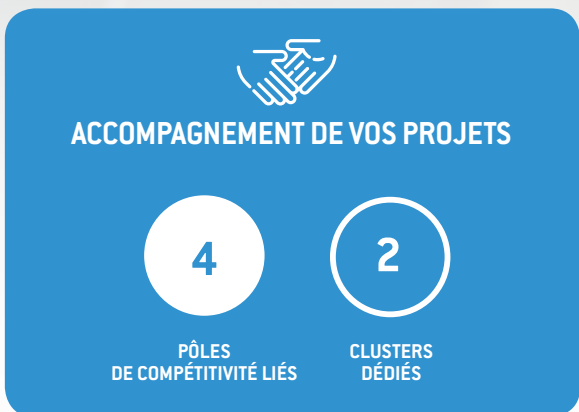 ACCOMPAGNEMENT DE VOS PROJETS
4
PÔLES
DE COMPÉTITIVITÉ LIÉS
2
CLUSTERS
DÉDIÉS